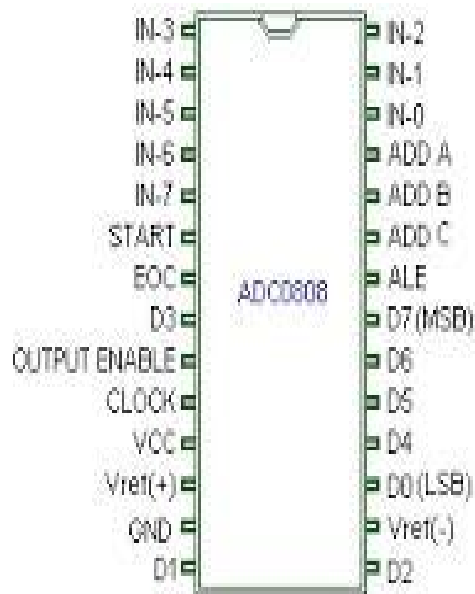 IN-3
IN-4
IN-5
IN-6
IN-7
START
EOC
D3
OUTPUT ENABLE
CLOCK
VCC
Vret(+)
GND
D1
ADC0808
IN-2
IN-1
IN-0
ADD A
ADD B
ADD C
ALE
D7(MSB)
D6
D5
D4
D0(LSB)
Vret(-)
D2